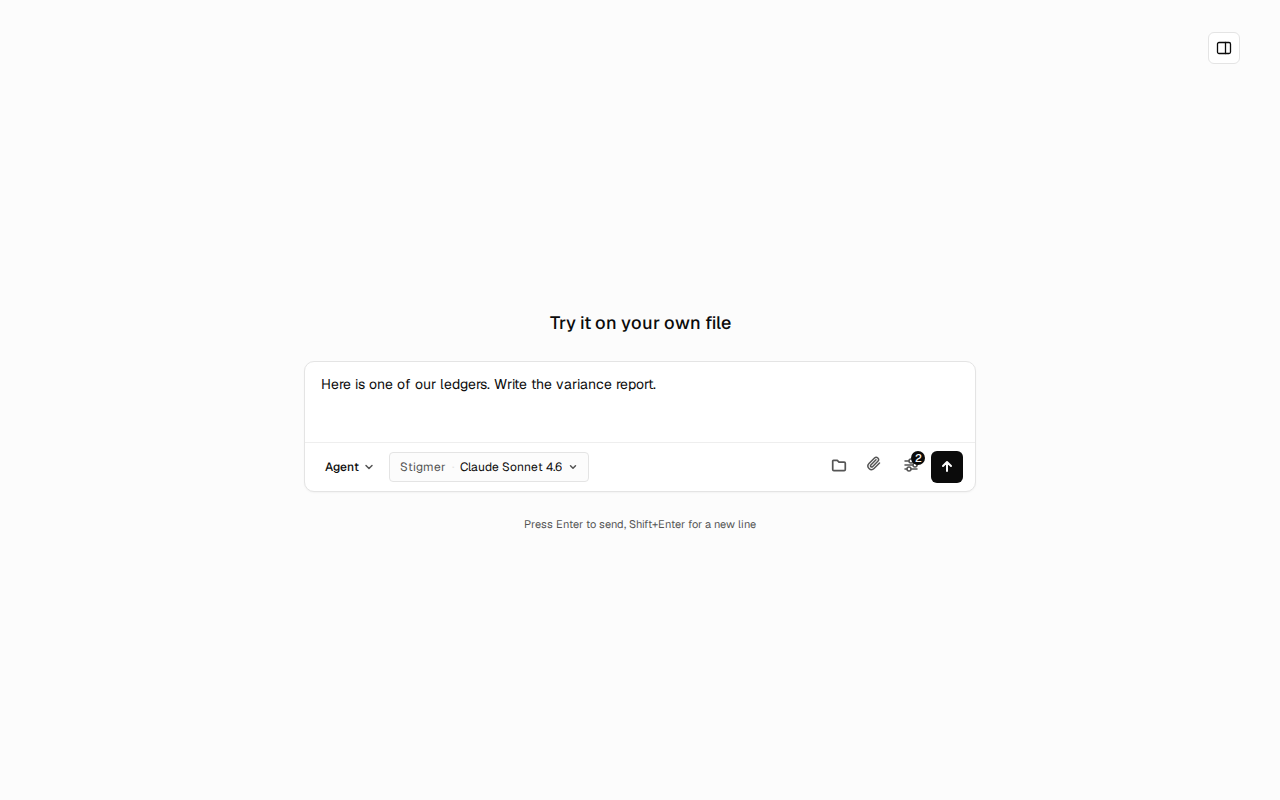 Try it on your own file
Here is one of our ledgers. Write the variance report.
Agent
Stigmer · Claude Sonnet 4.6
2
Press Enter to send, Shift+Enter for a new line